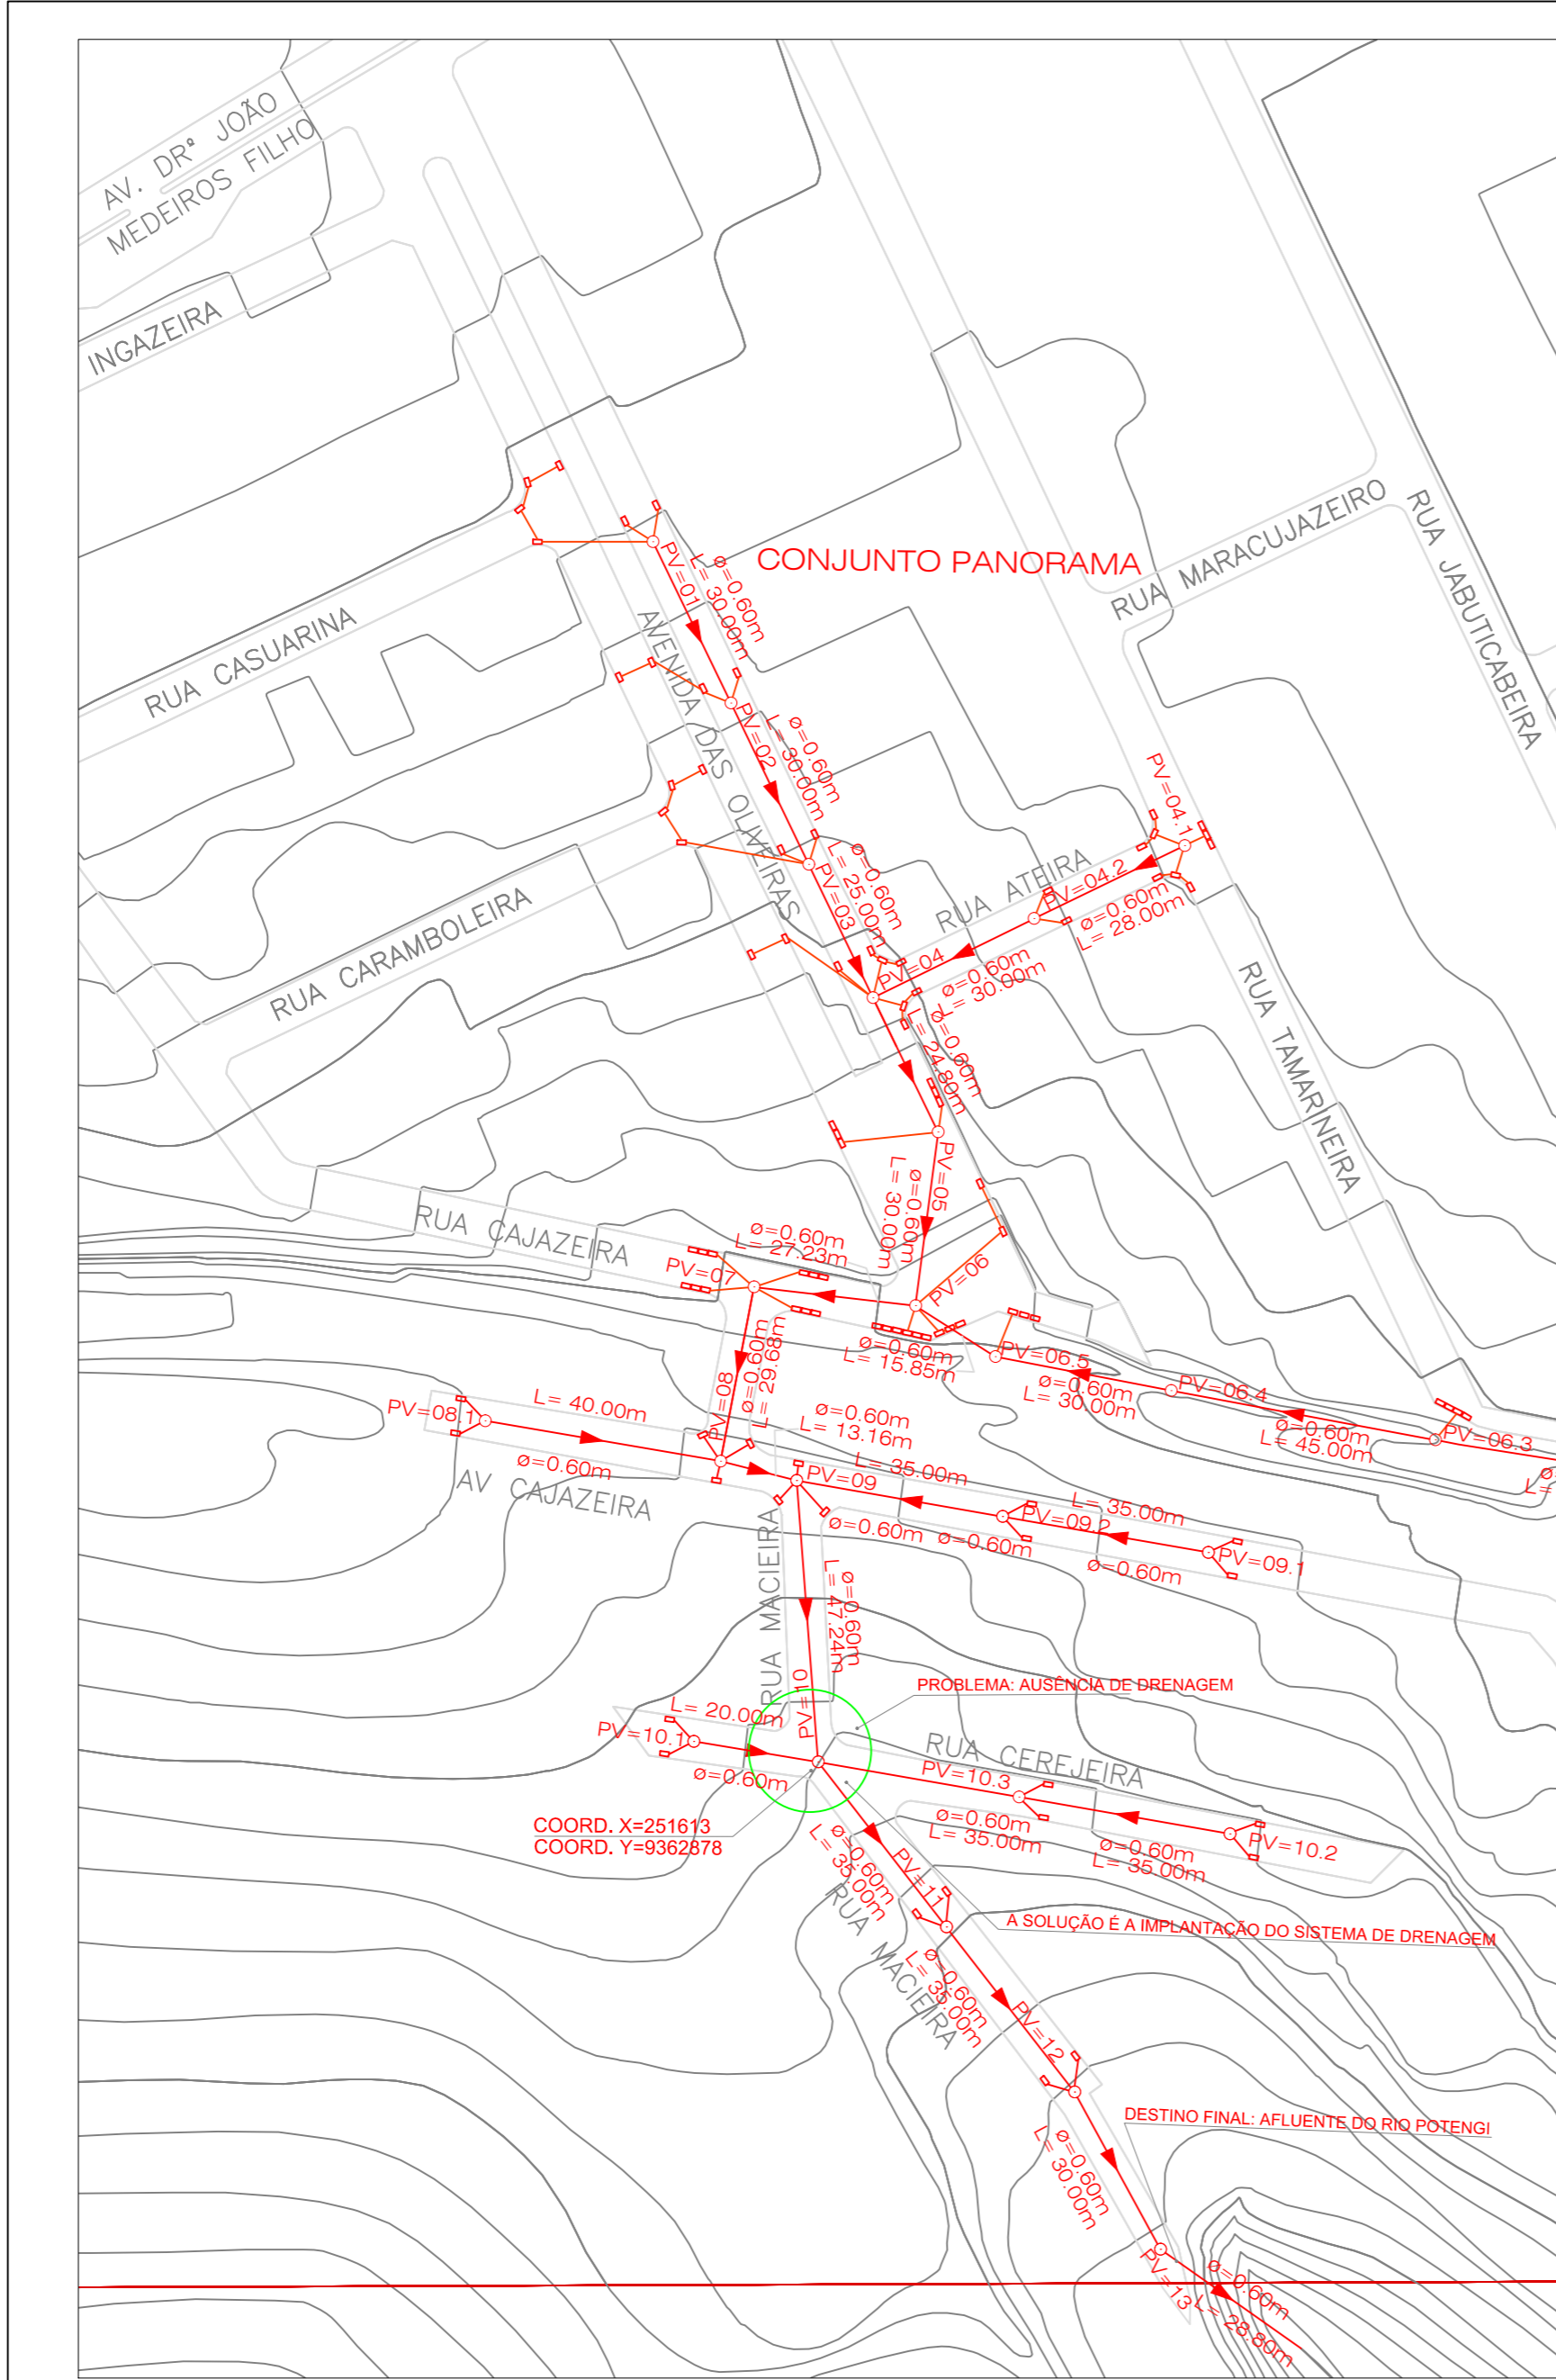 AV. DRª JOÃO
MEDEIROS FILHO
INGAZEIRA
CONJUNTO PANORAMA
RUA MARACUJAZEIRO
RUA JABUTICABEIRA
RUA CASUARINA
AVENIDA DAS OLIVEIRAS
PV=01
L= 30.00m
ø=0.60m
PV=02
L= 30.00m
ø=0.60m
PV=03
L= 25.00m
ø=0.60m
PV=04.1
RUA ATEIRA
PV=04.2
ø=0.60m
L= 28.00m
RUA CARAMBOLEIRA
PV=04
ø=0.60m
L= 30.00m
L= 24.80m
ø=0.60m
RUA TAMARINEIRA
PV=05
ø=0.60m
L= 30.00m
RUA CAJAZEIRA
ø=0.60m
L= 27.23m
PV=07
PV=06
ø=0.60m
L= 15.85m
PV=06.5
ø=0.60m
L= 30.00m
PV=06.4
ø=0.60m
L= 45.00m
PV=06.3
ø=
L=
PV=08
ø=0.60m
L= 29.68m
PV=08.1
L= 40.00m
ø=0.60m
AV CAJAZEIRA
ø=0.60m
L= 13.16m
PV=09
L= 35.00m
ø=0.60m
PV=09.2
ø=0.60m
L= 35.00m
ø=0.60m
PV=09.1
RUA MACIEIRA
L= 47.24m
ø=0.60m
PV=10
PROBLEMA: AUSÊNCIA DE DRENAGEM
L= 20.00m
PV=10.1
ø=0.60m
RUA CEREJEIRA
PV=10.3
ø=0.60m
L= 35.00m
PV=10.2
ø=0.60m
L= 35.00m
COORD. X=251613
COORD. Y=9362878
ø=0.60m
L= 35.00m
PV=11
RUA MACIEIRA
A SOLUÇÃO É A IMPLANTAÇÃO DO SISTEMA DE DRENAGEM
ø=0.60m
L= 35.00m
PV=12
DESTINO FINAL: AFLUENTE DO RIO POTENGI
ø=0.60m
L= 30.00m
PV=13
ø=0.60m
L= 28.80m